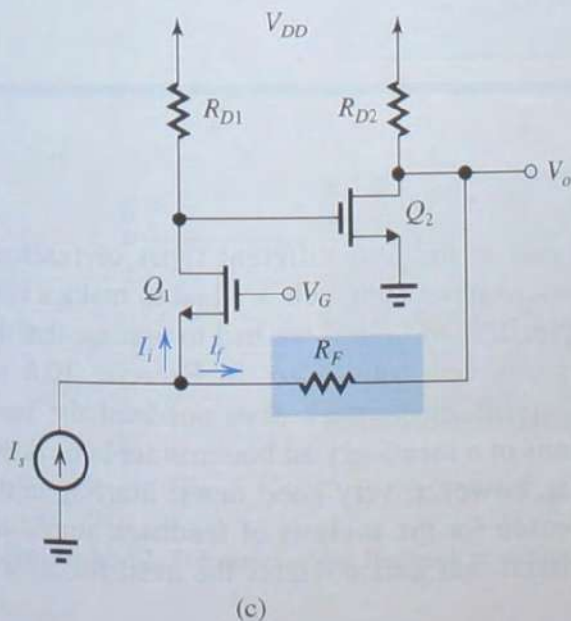 V_DD
R_D1
R_D2
V_o
Q_2
Q_1
V_G
I_i
I_f
R_F
I_s
(c)